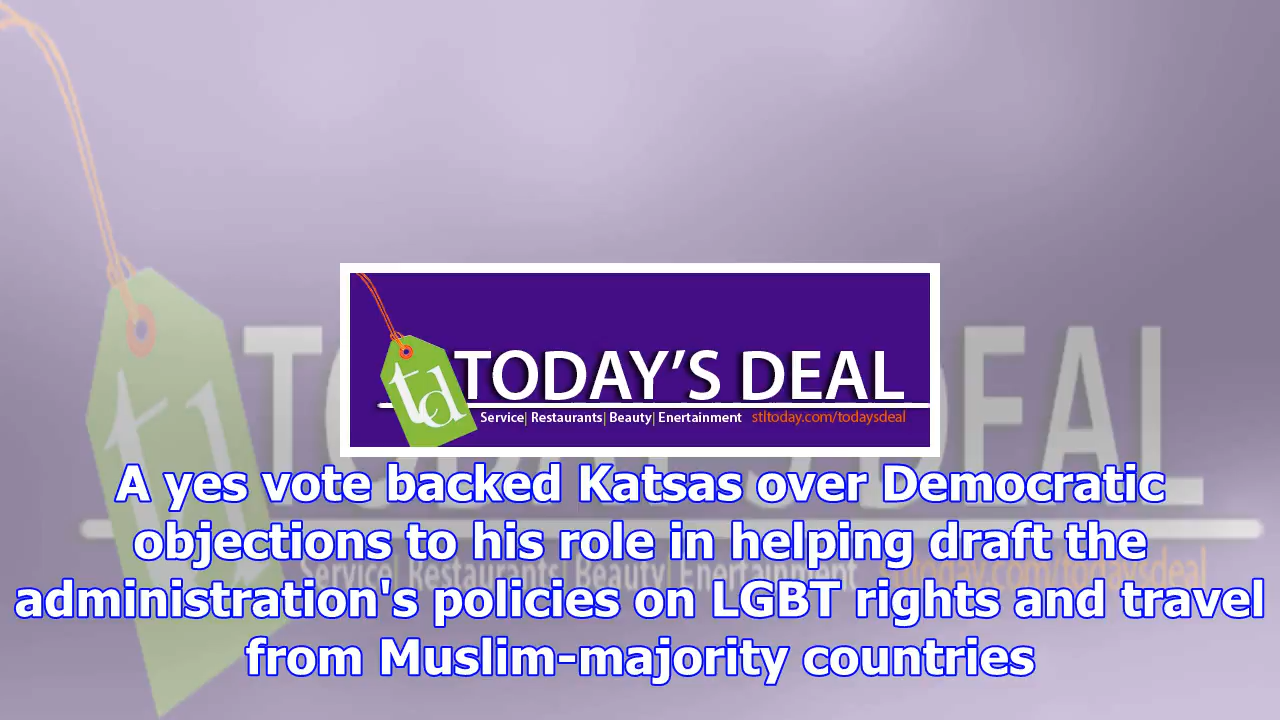 td
TODAY'S DEAL
Service| Restaurants| Beauty| Enertainment stltoday.com/todaysdeal
A yes vote backed Katsas over Democratic
objections to his role in helping draft the
administration's policies on LGBT rights and travel
from Muslim-majority countries